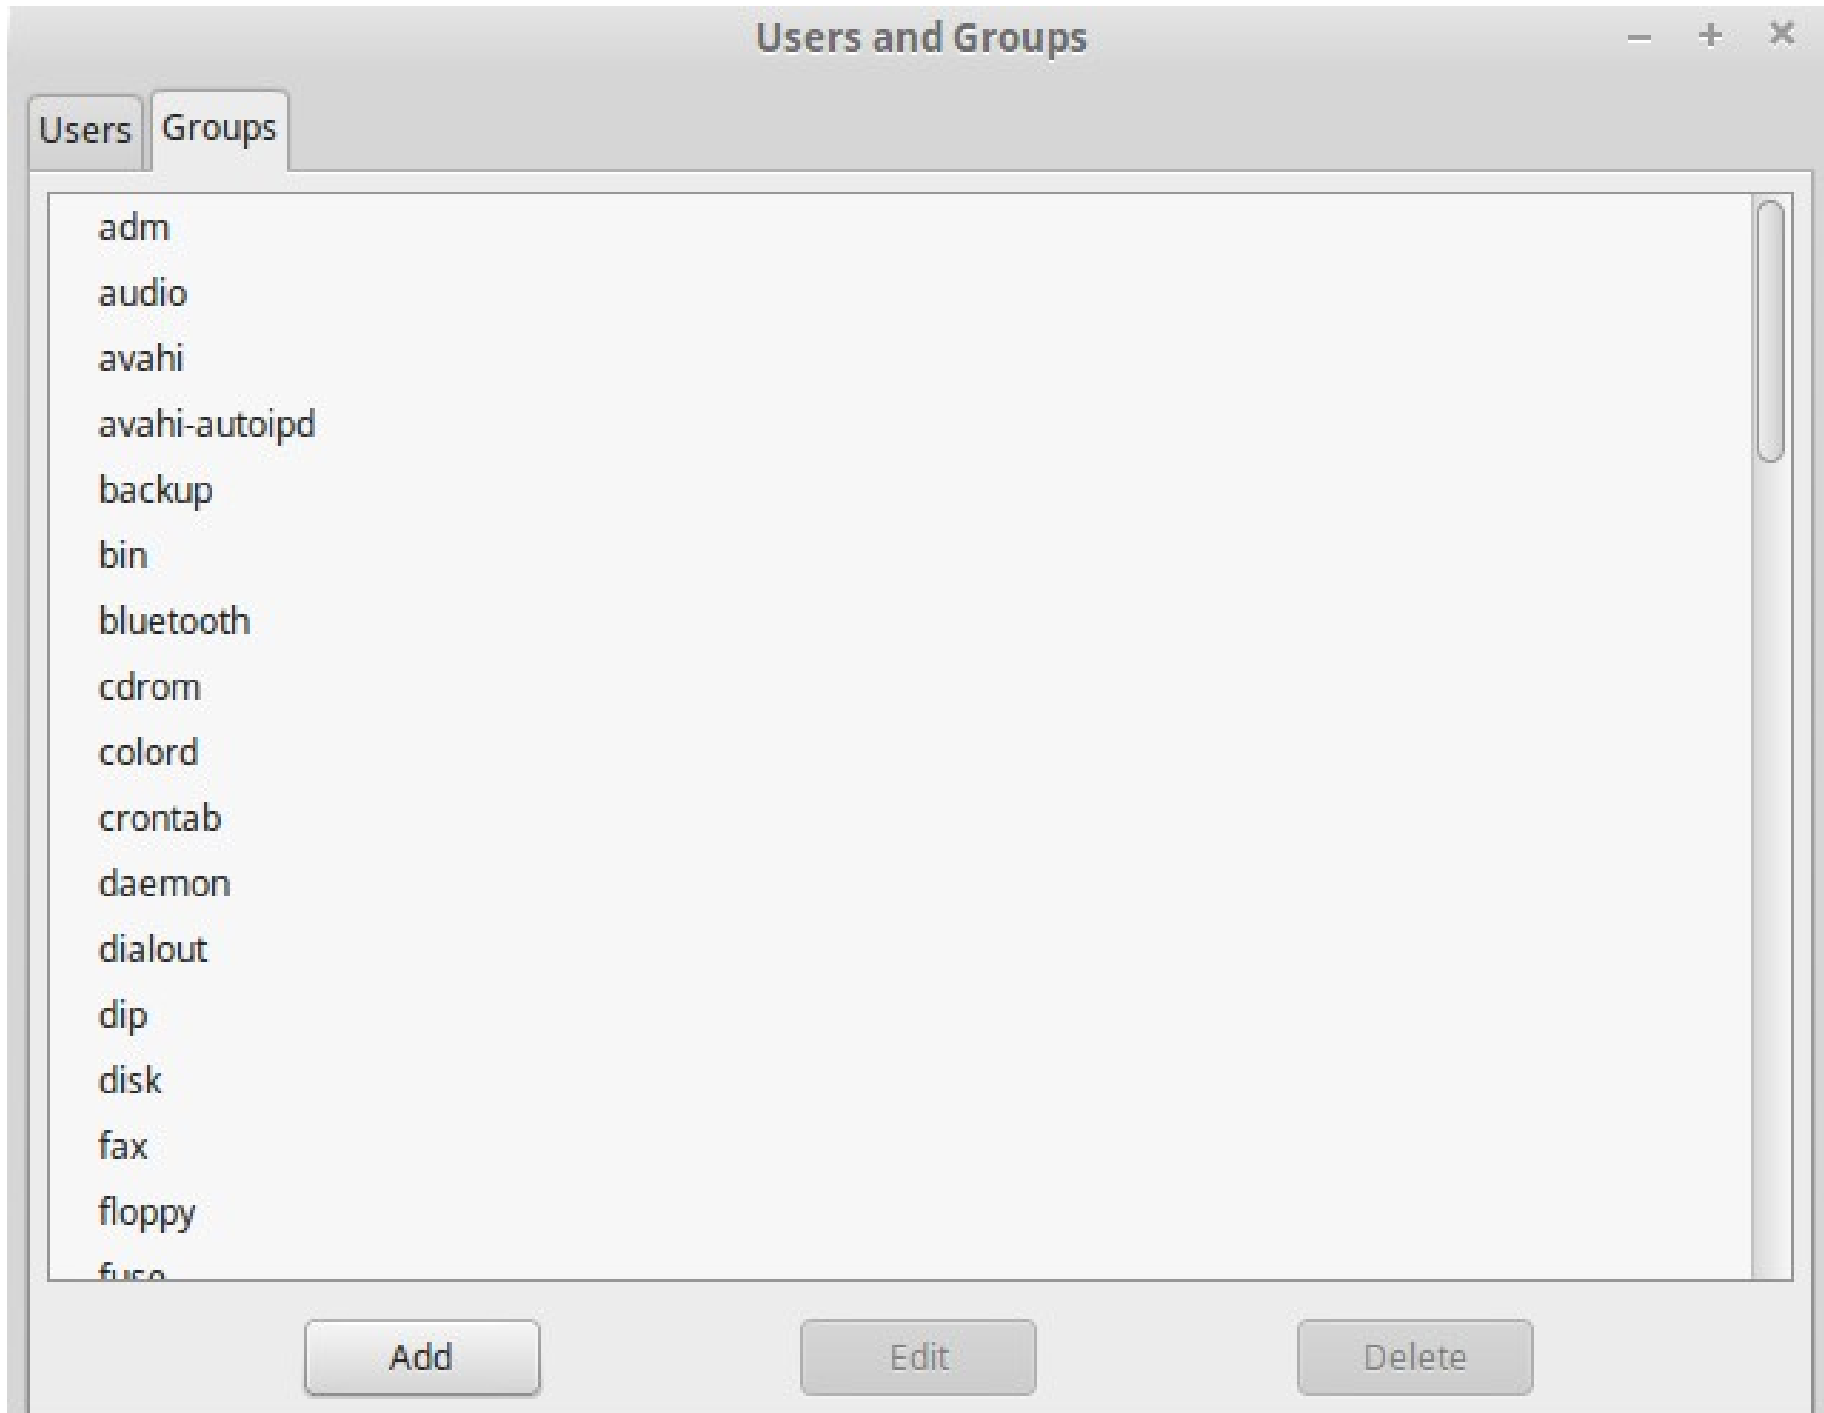 Users and Groups
Users Groups
adm
audio
avahi
avahi-autoipd
backup
bin
bluetooth
cdrom
colord
crontab
daemon
dialout
dip
disk
fax
floppy
fuse
Add Edit Delete